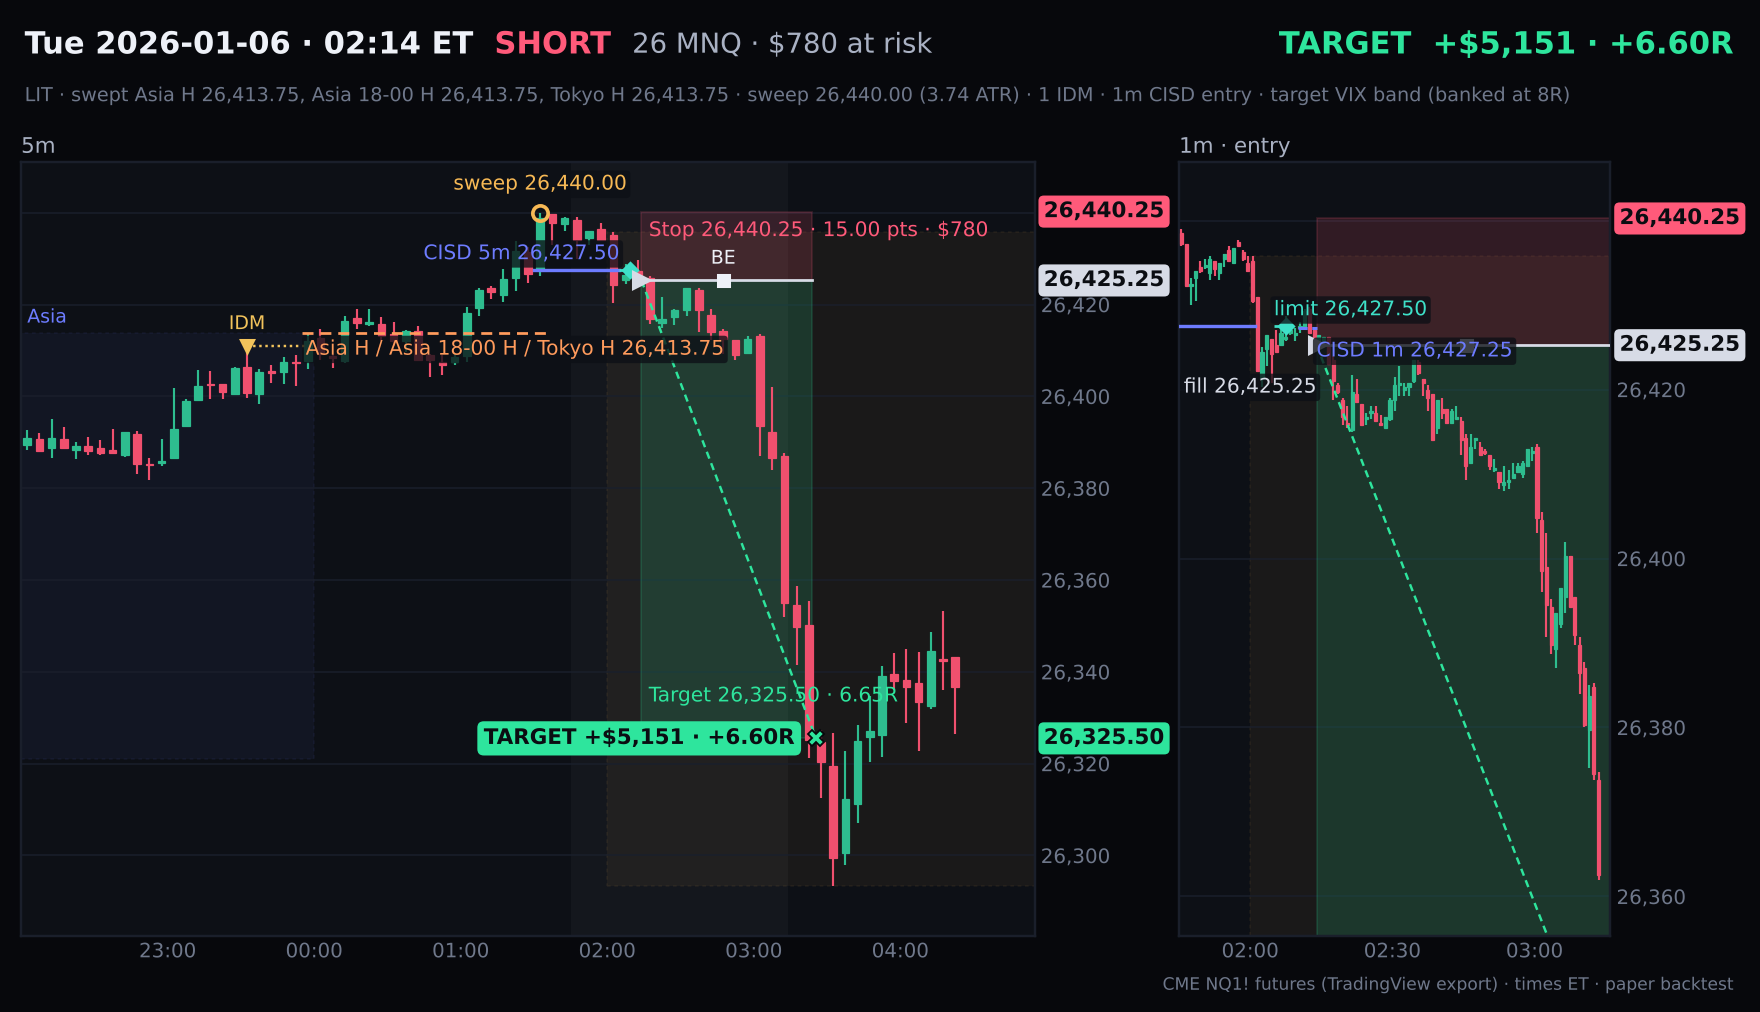 Tue 2026-01-06 · 02:14 ET SHORT 26 MNQ · $780 at risk
TARGET +$5,151 · +6.60R
LIT · swept Asia H 26,413.75, Asia 18-00 H 26,413.75, Tokyo H 26,413.75 · sweep 26,440.00 (3.74 ATR) · 1 IDM · 1m CISD entry · target VIX band (banked at 8R)
5m
sweep 26,440.00
Stop 26,440.25 · 15.00 pts · $780
CISD 5m 26,427.50
BE
Asia
IDM
Asia H / Asia 18-00 H / Tokyo H 26,413.75
Target 26,325.50 · 6.65R
TARGET +$5,151 · +6.60R
26,440.25
26,425.25
26,420
26,400
26,380
26,360
26,340
26,325.50
26,320
26,300
23:00
00:00
01:00
02:00
03:00
04:00
1m · entry
limit 26,427.50
CISD 1m 26,427.25
fill 26,425.25
26,440.25
26,425.25
26,420
26,400
26,380
26,360
02:00
02:30
03:00
CME NQ1! futures (TradingView export) · times ET · paper backtest